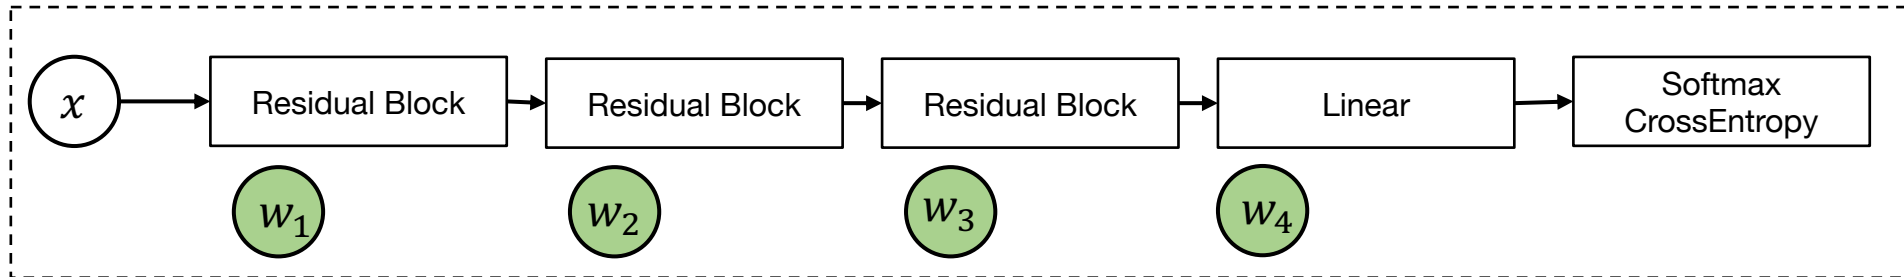 x
Residual Block
Residual Block
Residual Block
Linear
Softmax
CrossEntropy
w₁
w₂
w₃
w₄